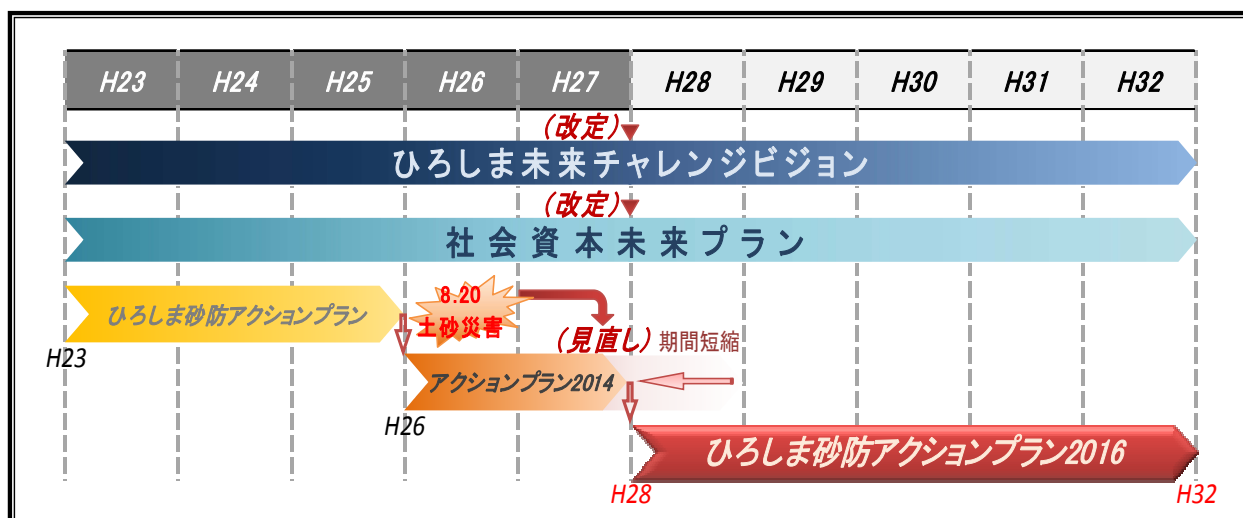 H23 H24 H25 H26 H27 H28 H29 H30 H31 H32
(改定)
ひろしま未来チャレンジビジョン
(改定)
社会資本未来プラン
ひろしま砂防アクションプラン
8.20
土砂災害
(見直し) 期間短縮
H23
アクションプラン2014
H26
ひろしま砂防アクションプラン2016
H28
H32